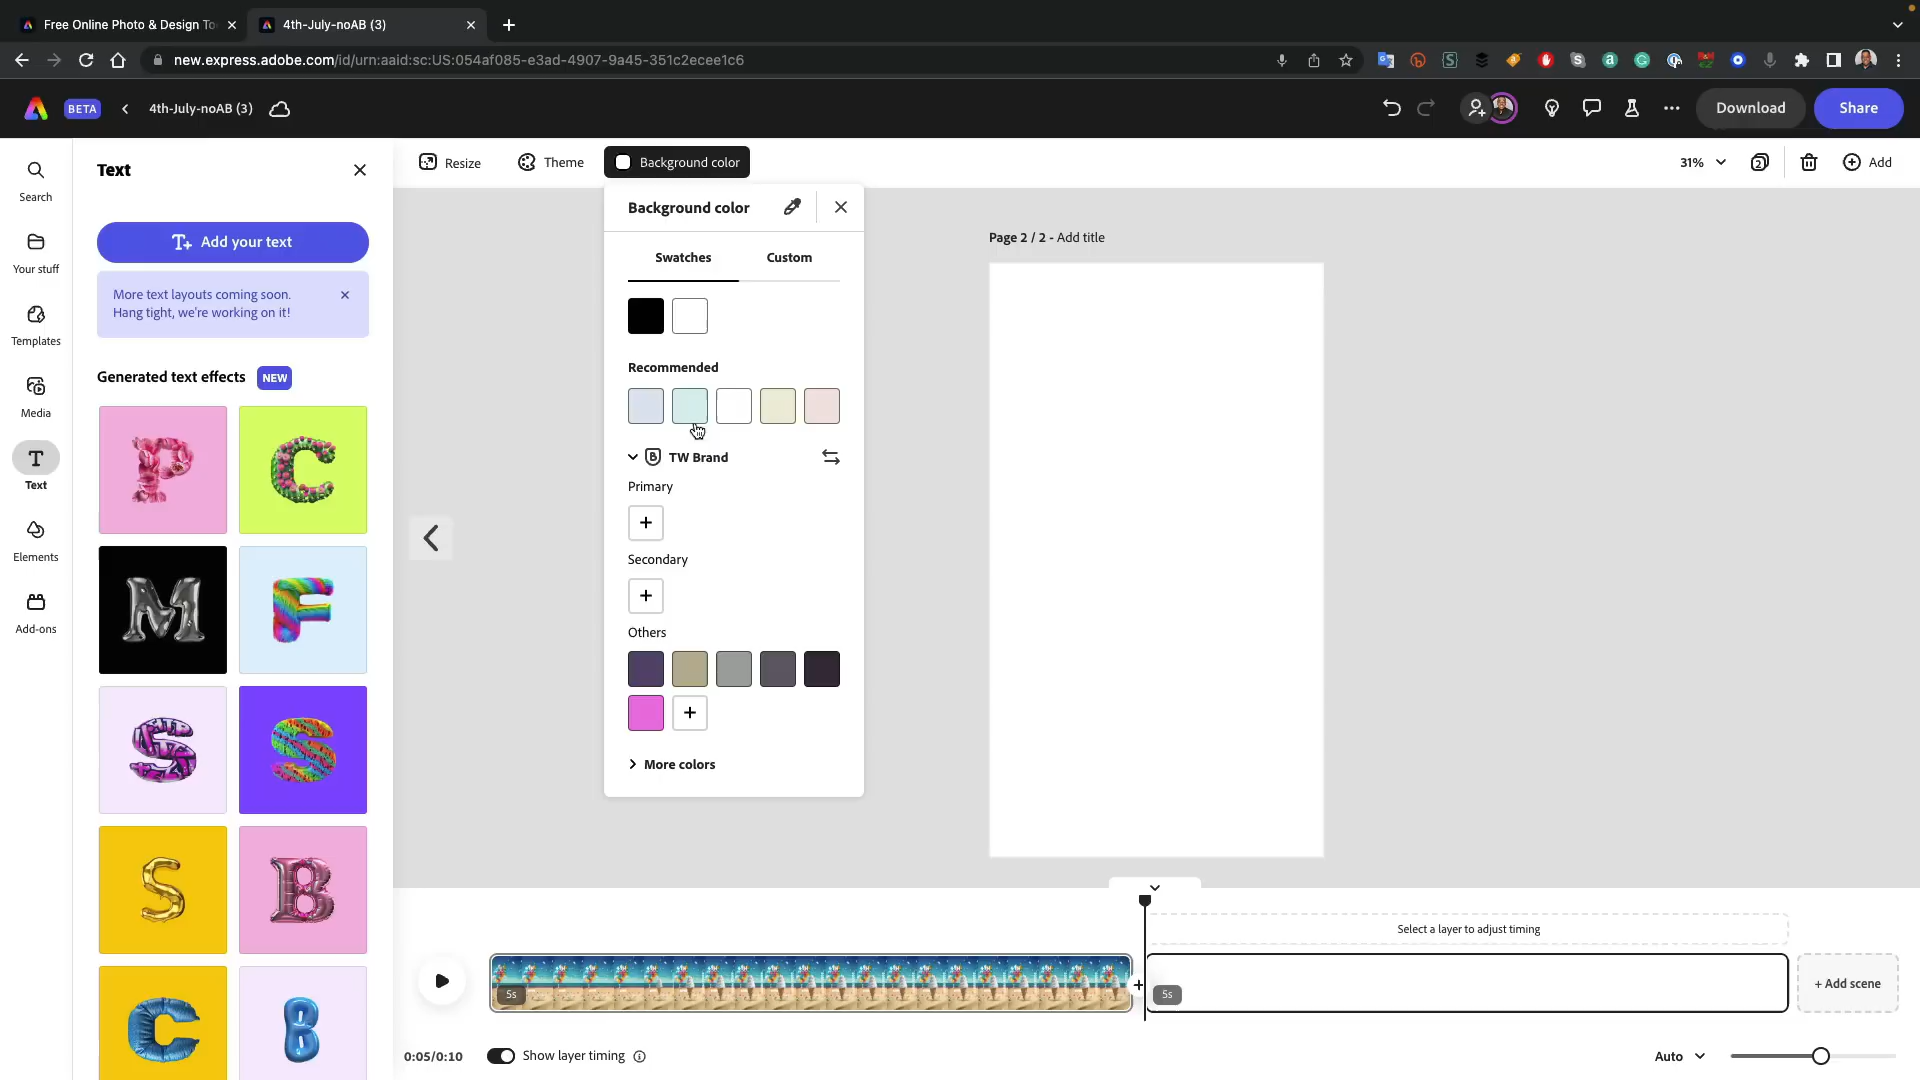 Free Online Photo & Design To
4th-July-noAB (3)
new.express.adobe.com/id/urn:aaid:sc:US:054af085-e3ad-4907-9a45-351c2ecee1c6
BETA
4th-July-noAB (3)
Download
Share
Search
Your stuff
Templates
Media
Text
Elements
Add-ons
Text
Add your text
More text layouts coming soon.
Hang tight, we're working on it!
Generated text effects NEW
P
C
M
F
S
S
S
B
C
B
Resize
Theme
Background color
31%
Add
Background color
Swatches
Custom
Recommended
TW Brand
Primary
Secondary
Others
More colors
Page 2 / 2 - Add title
Select a layer to adjust timing
5s
5s
+ Add scene
0:05/0:10
Show layer timing
Auto